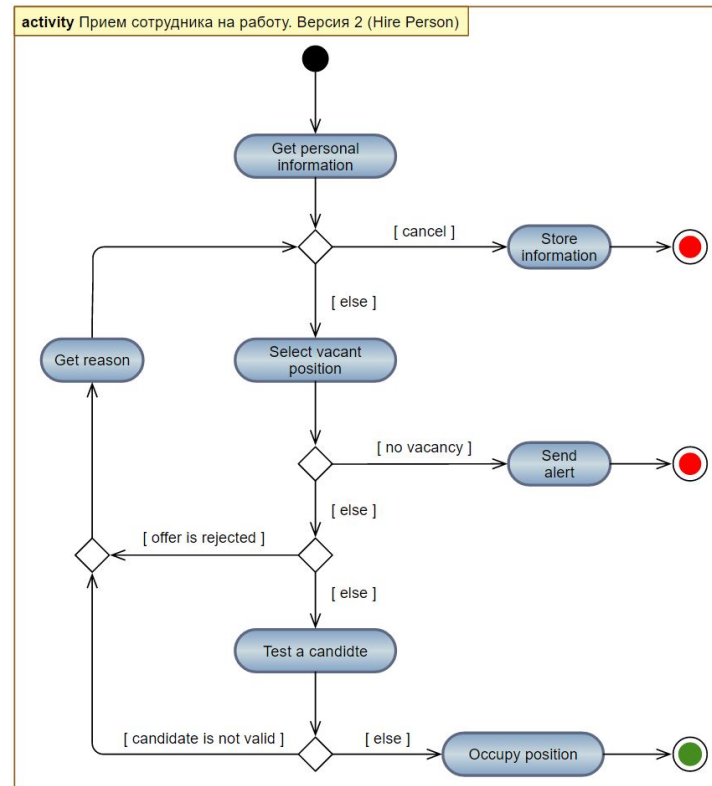 activity Прием сотрудника на работу. Версия 2 (Hire Person)
Get personal
information
[ cancel ]
Store
information
[ else ]
Get reason
Select vacant
position
[ no vacancy ]
Send
alert
[ else ]
[ offer is rejected ]
[ else ]
Test a candidte
[ candidate is not valid ]
[ else ]
Occupy position